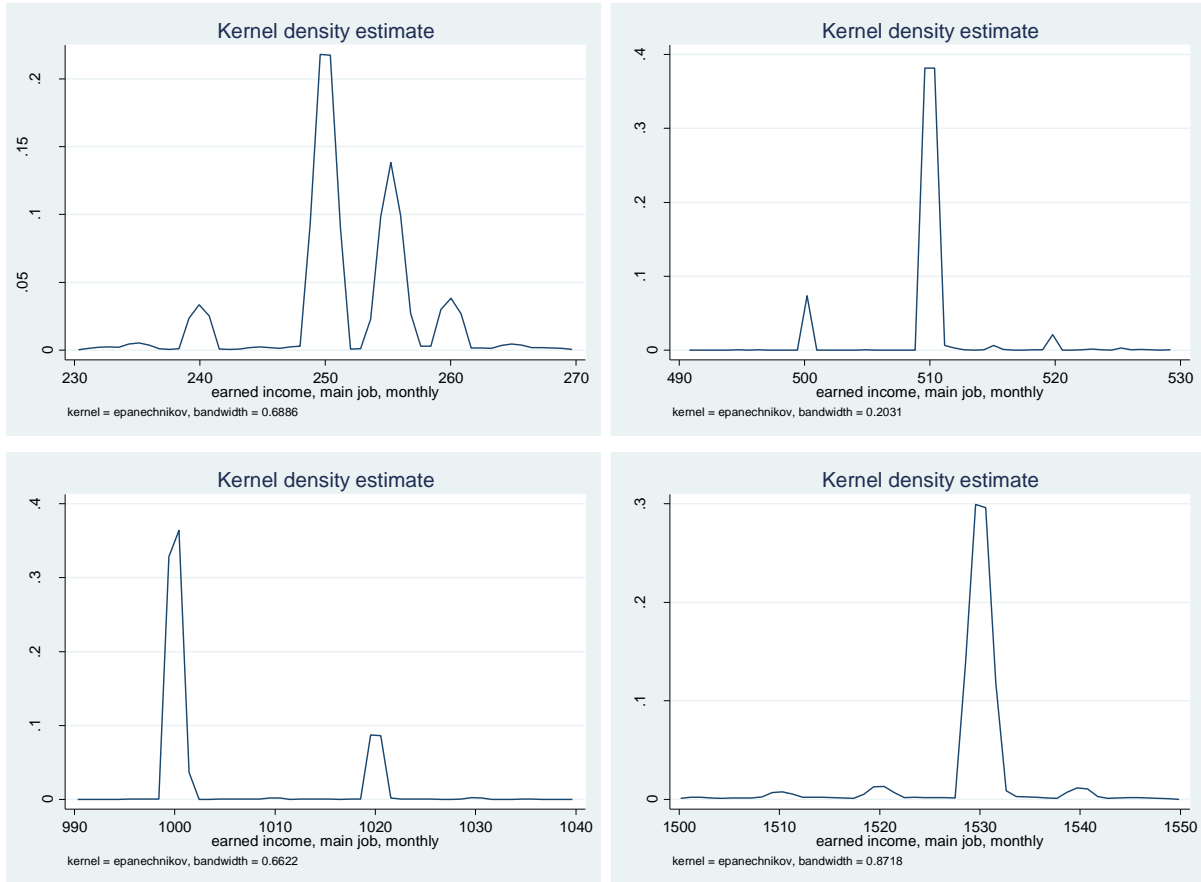 Kernel density estimate
.2
.15
.1
.05
0
230 240 250 260 270
earned income, main job, monthly
kernel = epanechnikov, bandwidth = 0.6886
Kernel density estimate
.4
.3
.2
.1
0
490 500 510 520 530
earned income, main job, monthly
kernel = epanechnikov, bandwidth = 0.2031
Kernel density estimate
.4
.3
.2
.1
0
990 1000 1010 1020 1030 1040
earned income, main job, monthly
kernel = epanechnikov, bandwidth = 0.6622
Kernel density estimate
.3
.2
.1
0
1500 1510 1520 1530 1540 1550
earned income, main job, monthly
kernel = epanechnikov, bandwidth = 0.8718